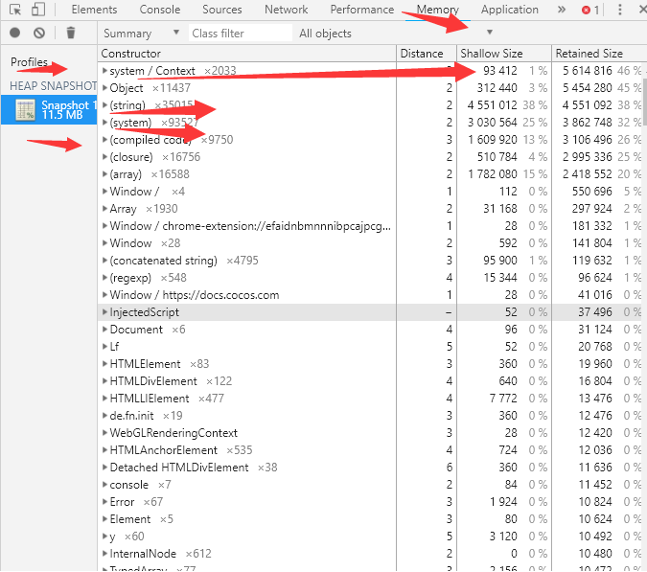 Elements Console Sources Network Performance Memory Application » 1
Summary Class filter All objects
Profiles
HEAP SNAPSHOT
Snapshot 1
11.5 MB
Constructor Distance Shallow Size Retained Size
system / Context ×2033 93 412 1 % 5 614 816 46 %
Object ×11437 2 312 440 3 % 5 454 280 45 %
(string) 2 4 551 012 38 % 4 551 092 38 %
(system) 2 3 030 564 25 % 3 862 748 32 %
(compiled code) ×9750 3 1 609 920 13 % 3 106 496 26 %
(closure) ×16756 2 510 784 4 % 2 995 336 25 %
(array) ×16588 2 1 782 080 15 % 2 418 552 20 %
Window / ×4 1 112 0 % 550 696 5 %
Array ×1930 2 31 168 0 % 297 924 2 %
Window / chrome-extension://efaidnbmnnnibpcajpcg... 1 28 0 % 181 332 1 %
Window ×28 2 592 0 % 141 804 1 %
(concatenated string) ×4795 3 95 900 1 % 119 632 1 %
(regexp) ×548 4 15 344 0 % 96 624 1 %
Window / https://docs.cocos.com 1 28 0 % 41 016 0 %
InjectedScript – 52 0 % 37 496 0 %
Document ×6 4 96 0 % 31 124 0 %
Lf 5 52 0 % 20 768 0 %
HTMLElement ×83 3 360 0 % 19 960 0 %
HTMLDivElement ×122 4 640 0 % 16 804 0 %
HTMLLIElement ×477 4 7 772 0 % 13 476 0 %
de.fn.init ×19 3 360 0 % 12 476 0 %
WebGLRenderingContext 3 28 0 % 12 420 0 %
HTMLAnchorElement ×535 4 724 0 % 12 036 0 %
Detached HTMLDivElement ×38 6 360 0 % 11 636 0 %
console ×7 2 84 0 % 11 452 0 %
Error ×67 3 1 924 0 % 10 824 0 %
Element ×5 3 80 0 % 10 624 0 %
y ×60 5 3 120 0 % 10 492 0 %
InternalNode ×612 2 0 0 % 10 480 0 %
TypedArray ×77 3 2 156 0 % 10 472 0 %